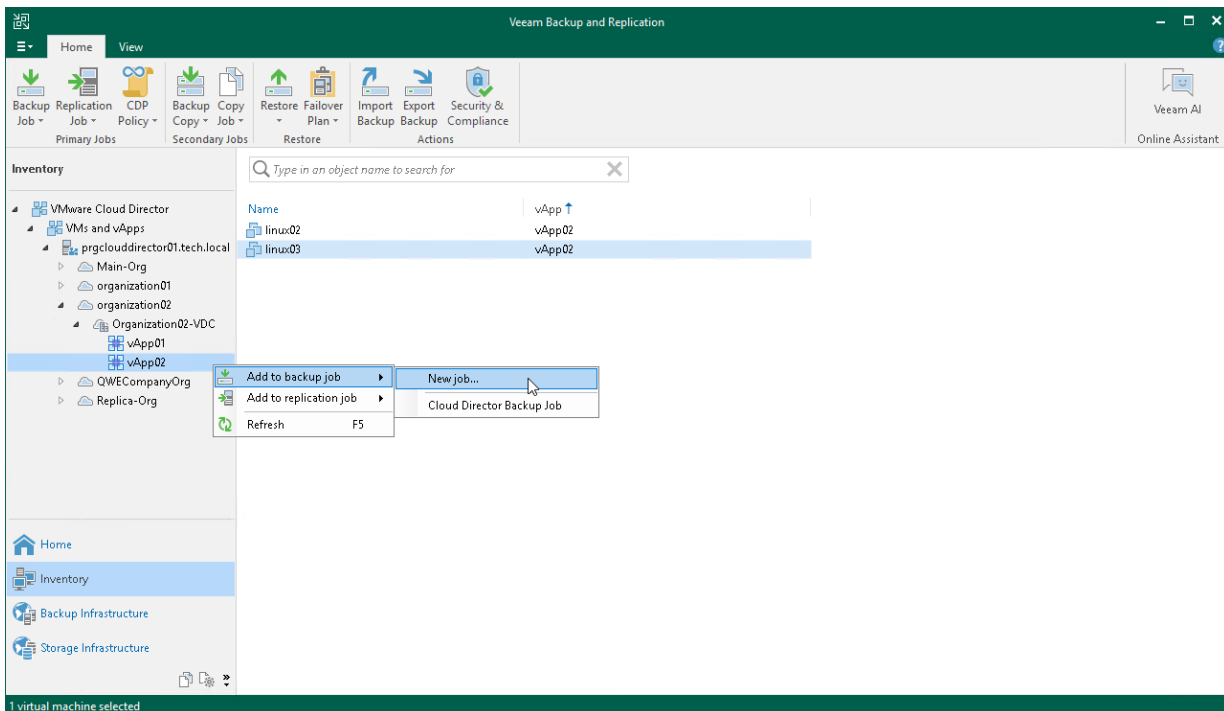 Veeam Backup and Replication
Home View
Backup Job Replication Job CDP Policy Backup Copy Copy Job Restore Failover Plan Import Backup Export Backup Security & Compliance Veeam AI
Primary Jobs Secondary Jobs Restore Actions Online Assistant
Inventory
Type in an object name to search for
VMware Cloud Director
VMs and vApps
prgclouddirector01.tech.local
Main-Org
organization01
organization02
Organization02-VDC
vApp01
vApp02
QWECompanyOrg
Replica-Org
Name vApp
linux02 vApp02
linux03 vApp02
Add to backup job
Add to replication job
Refresh F5
New job...
Cloud Director Backup Job
Home
Inventory
Backup Infrastructure
Storage Infrastructure
1 virtual machine selected